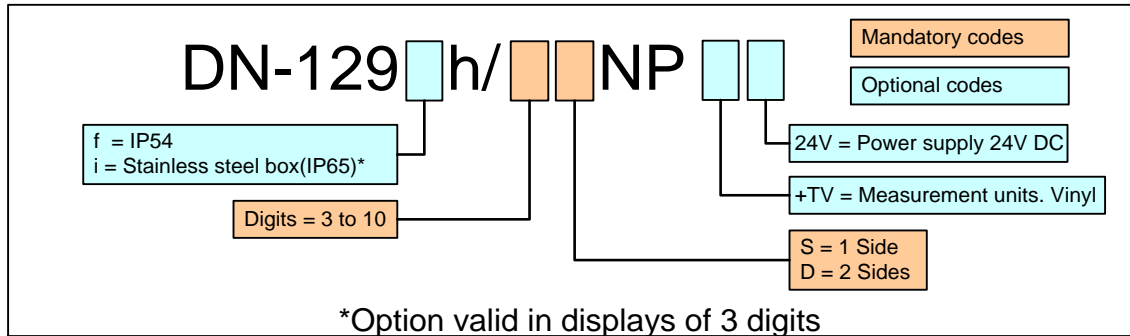 DN-129 h/ NP
Mandatory codes
Optional codes
f = IP54
i = Stainless steel box(IP65)*
24V = Power supply 24V DC
+TV = Measurement units. Vinyl
Digits = 3 to 10
S = 1 Side
D = 2 Sides
*Option valid in displays of 3 digits